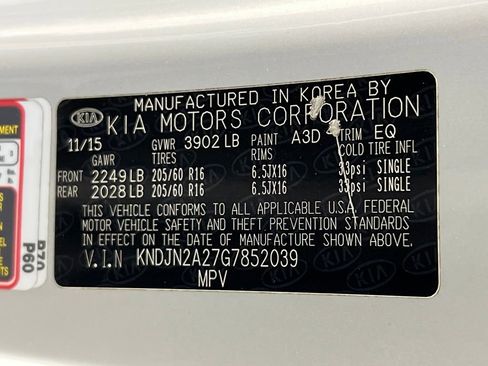 MANUFACTURED IN KOREA BY
KIA KIA MOTORS CORPORATION
11/15 GVWR 3902 LB PAINT A3D TRIM EQ
GAWR TIRES RIMS COLD TIRE INFL
FRONT 2249 LB 205/60 R16 6.5JX16 33psi SINGLE
REAR 2028 LB 205/60 R16 6.5JX16 33psi SINGLE
THIS VEHICLE CONFORMS TO ALL APPLICABLE U.S.A. FEDERAL
MOTOR VEHICLE SAFETY AND THEFT PREVENTION STANDARDS
IN EFFECT ON THE DATE OF MANUFACTURE SHOWN ABOVE.
V.I.N KNDJN2A27G7852039
MPV
P60